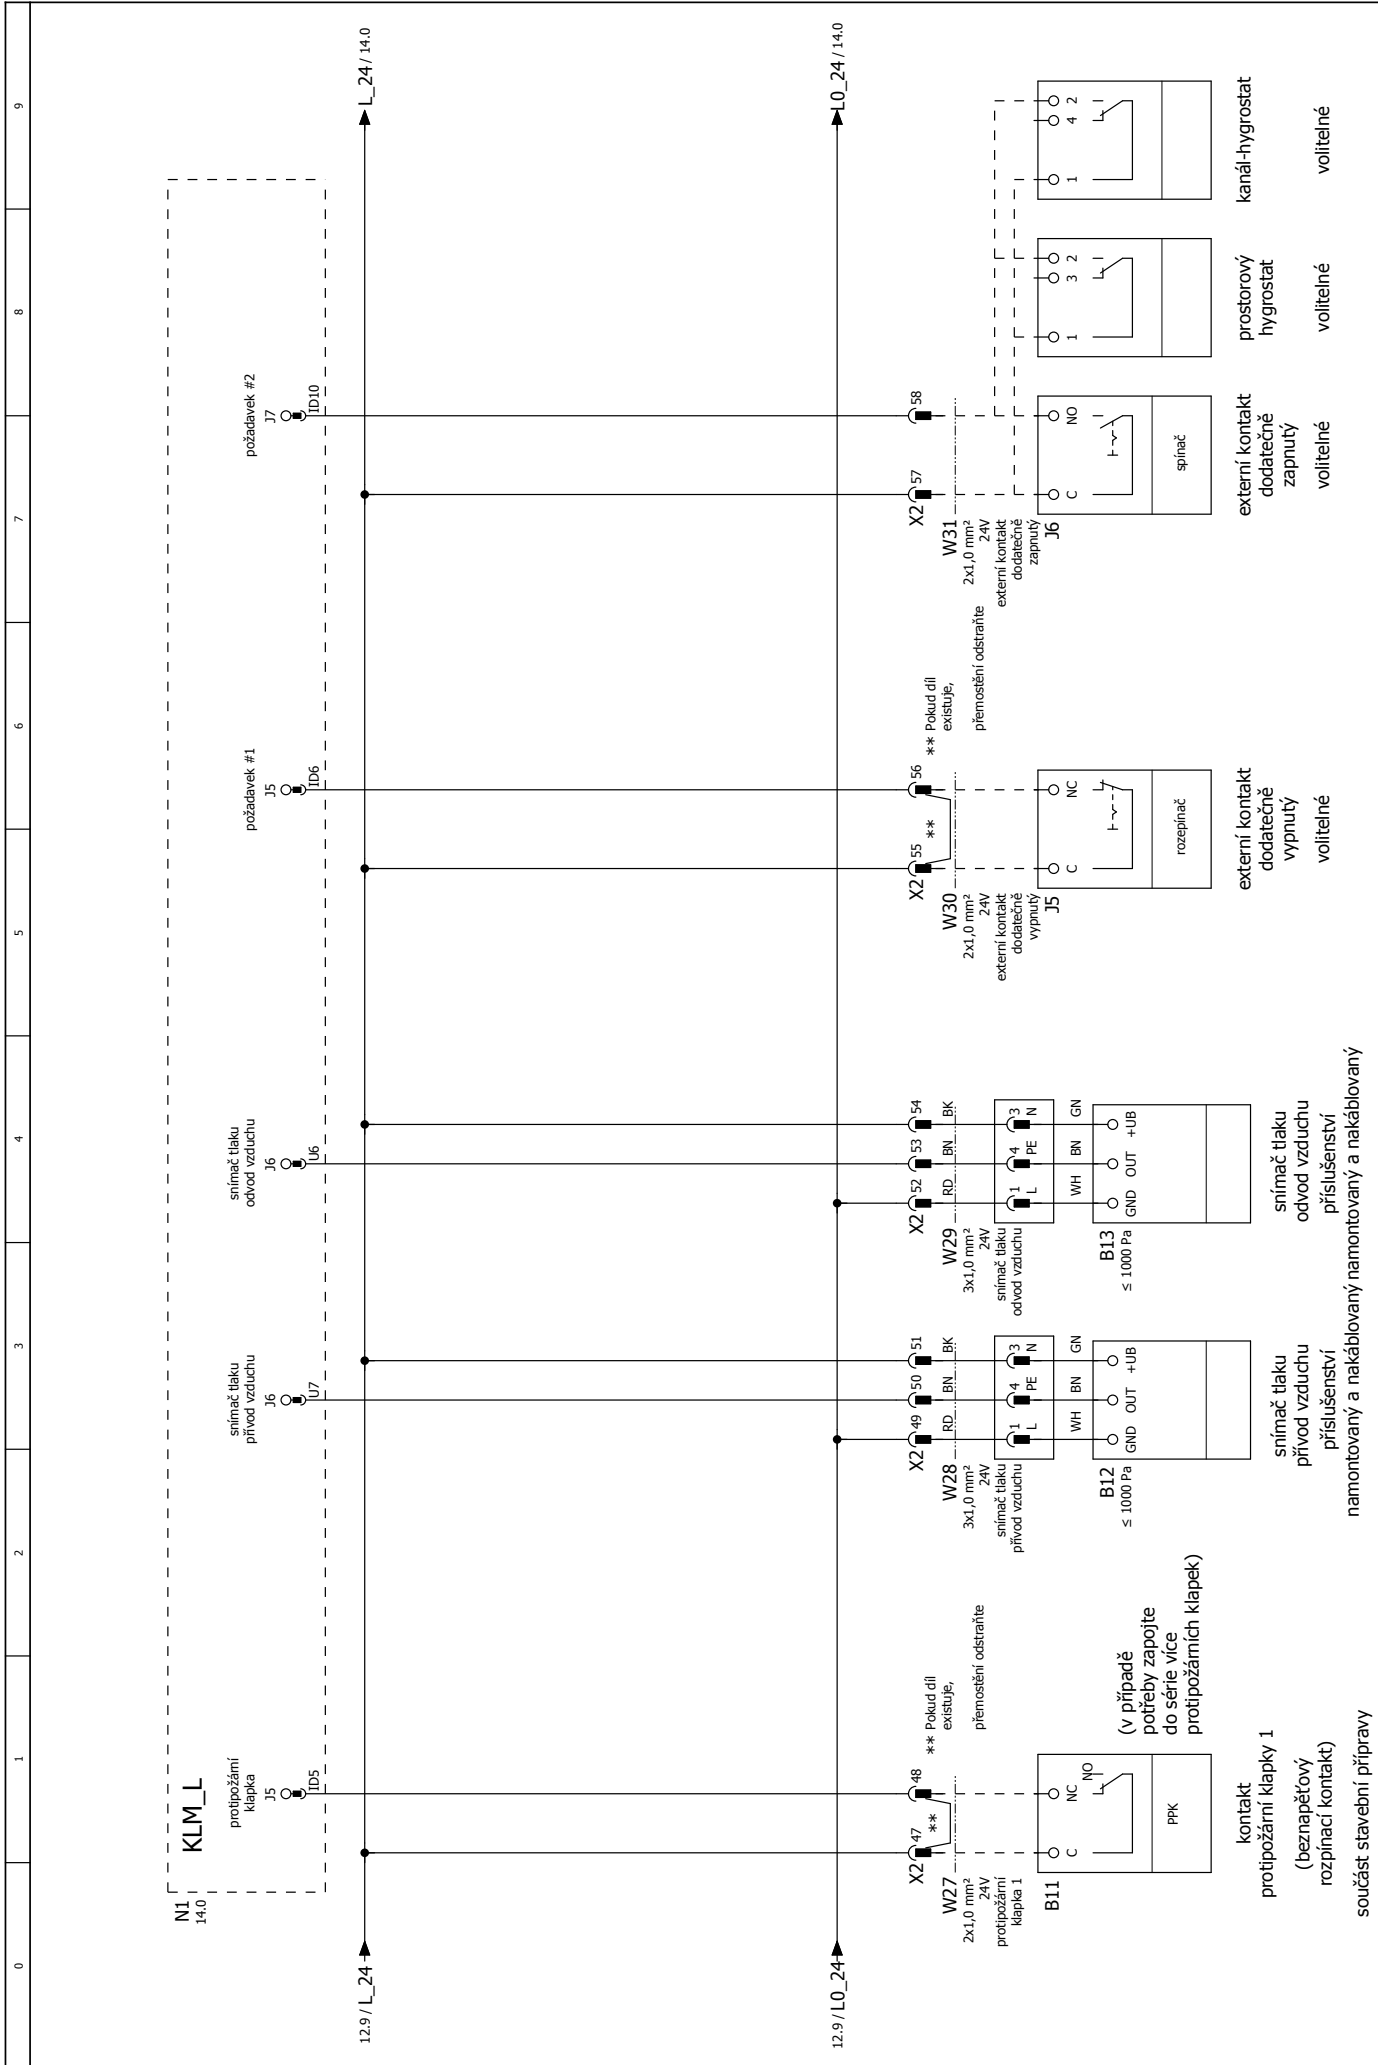 0
1
2
3
4
5
6
7
8
9
N1
14.0
KLM_L
protipožární
klapka
J5
ID5
snímač tlaku
přívod vzduchu
J6
U7
snímač tlaku
odvod vzduchu
J6
U6
požadavek #1
J5
ID6
požadavek #2
J7
ID10
12.9 / L_24
L_24 / 14.0
12.9 / L0_24
L0_24 / 14.0
X2
47
48
**
** Pokud díl
existuje,
přemostění odstraňte
W27
2x1,0 mm²
24V
protipožární
klapka 1
B11
C
NC
NO
PPK
(v případě
potřeby zapojte
do série více
protipožárních klapek)
kontakt
protipožární klapky 1
(beznapěťový
rozpínací kontakt)
součást stavební přípravy
X2
49
50
51
RD
BN
BK
W28
3x1,0 mm²
24V
snímač tlaku
přívod vzduchu
1
4
3
L
PE
N
WH
BN
GN
B12
≤ 1000 Pa
GND
OUT
+UB
snímač tlaku
přívod vzduchu
příslušenství
namontovaný a nakáblovaný
X2
52
53
54
RD
BN
BK
W29
3x1,0 mm²
24V
snímač tlaku
odvod vzduchu
1
4
3
L
PE
N
WH
BN
GN
B13
≤ 1000 Pa
GND
OUT
+UB
snímač tlaku
odvod vzduchu
příslušenství
namontovaný a nakáblovaný
X2
55
56
**
** Pokud díl
existuje,
přemostění odstraňte
W30
2x1,0 mm²
24V
externí kontakt
dodatečně
vypnutý
J5
C
NC
rozepínač
externí kontakt
dodatečně
vypnutý
volitelné
X2
57
58
W31
2x1,0 mm²
24V
externí kontakt
dodatečně
zapnutý
J6
C
NO
spínač
externí kontakt
dodatečně
zapnutý
volitelné
1
3
2
prostorový
hygrostat
volitelné
1
4
2
kanál-hygrostat
volitelné